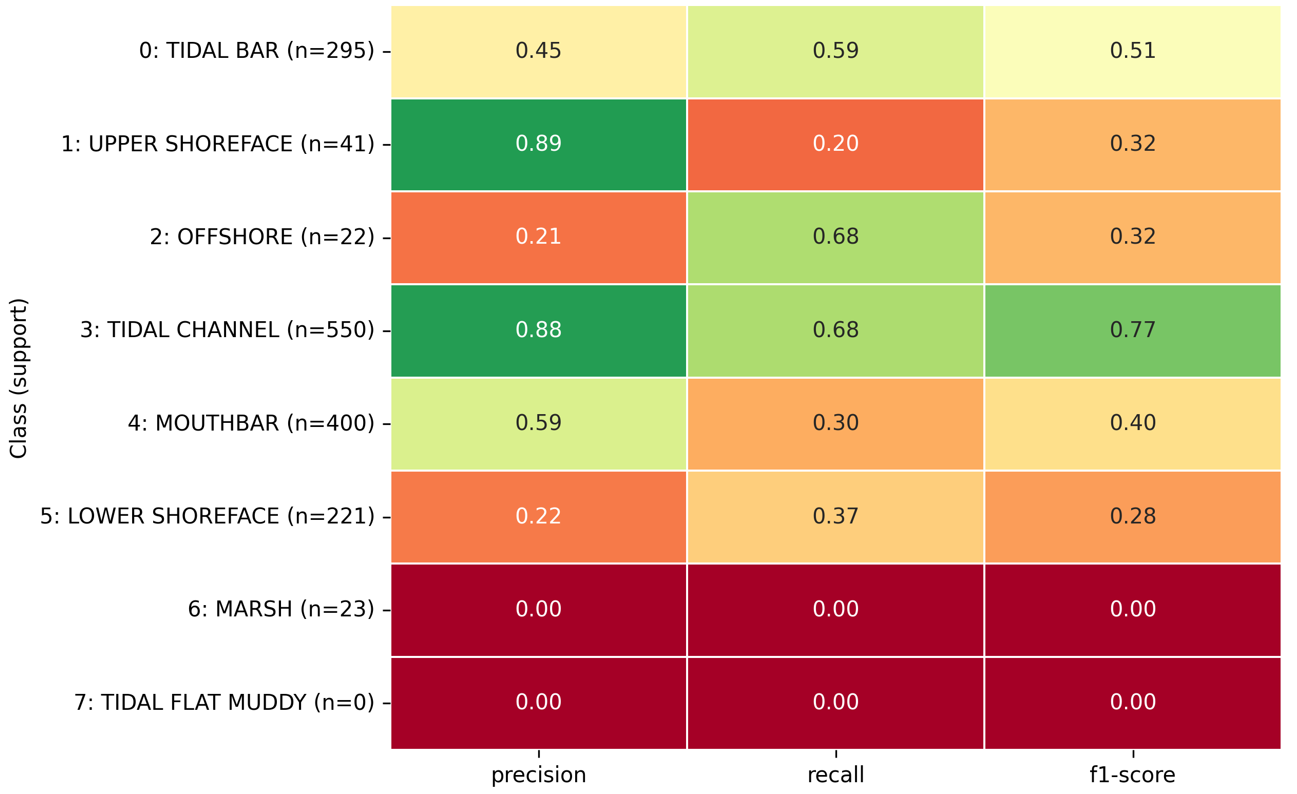 Class (support)
0: TIDAL BAR (n=295) 0.45 0.59 0.51
1: UPPER SHOREFACE (n=41) 0.89 0.20 0.32
2: OFFSHORE (n=22) 0.21 0.68 0.32
3: TIDAL CHANNEL (n=550) 0.88 0.68 0.77
4: MOUTHBAR (n=400) 0.59 0.30 0.40
5: LOWER SHOREFACE (n=221) 0.22 0.37 0.28
6: MARSH (n=23) 0.00 0.00 0.00
7: TIDAL FLAT MUDDY (n=0) 0.00 0.00 0.00
precision recall f1-score